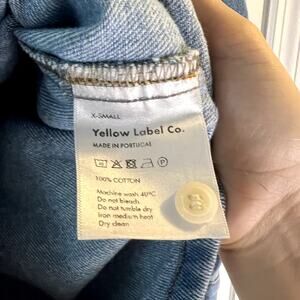 X-SMALL
Yellow Label Co.
MADE IN PORTUGAL
100% COTTON
Machine wash 40°C
Do not bleach
Do not tumble dry
Iron medium heat
Dry clean